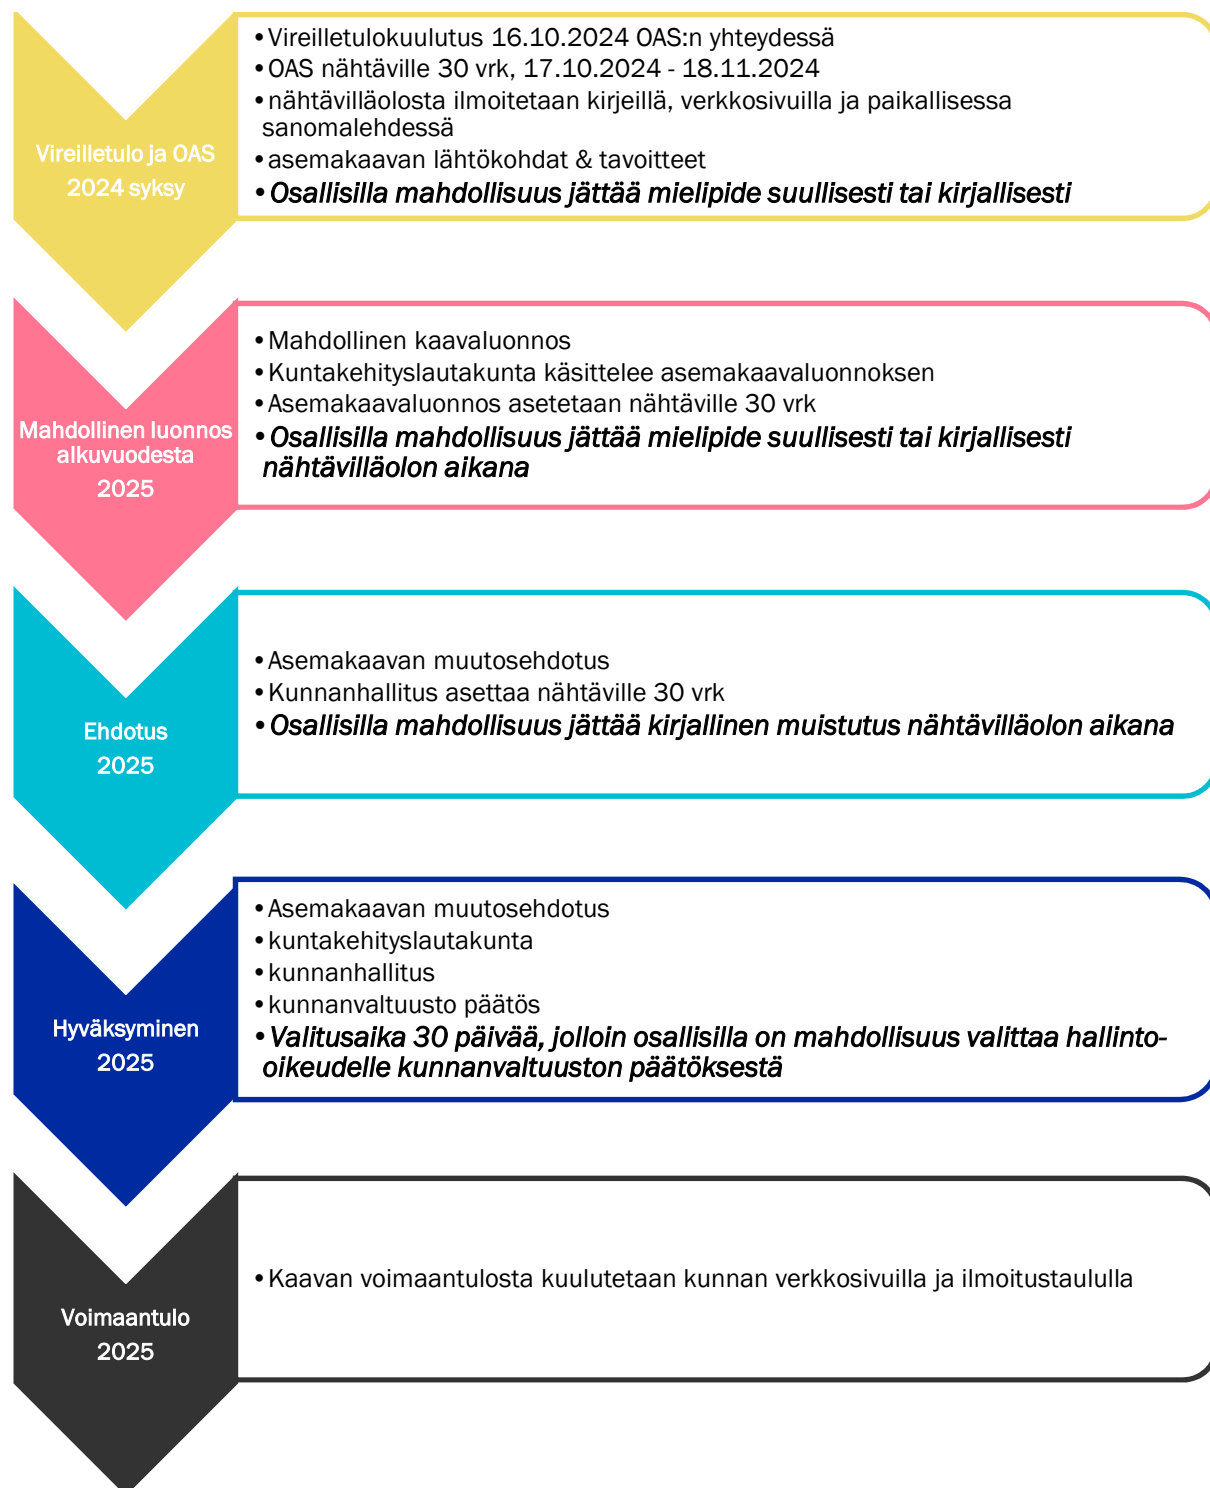 Vireilletulo ja OAS
2024 syksy
•Vireilletulokuulutus 16.10.2024 OAS:n yhteydessä
•OAS nähtäville 30 vrk, 17.10.2024 - 18.11.2024
•nähtävilläolosta ilmoitetaan kirjeillä, verkkosivuilla ja paikallisessa
sanomalehdessä
•asemakaavan lähtökohdat & tavoitteet
•Osallisilla mahdollisuus jättää mielipide suullisesti tai kirjallisesti
Mahdollinen luonnos
alkuvuodesta
2025
•Mahdollinen kaavaluonnos
•Kuntakehityslautakunta käsittelee asemakaavaluonnoksen
•Asemakaavaluonnos asetetaan nähtäville 30 vrk
•Osallisilla mahdollisuus jättää mielipide suullisesti tai kirjallisesti
nähtävilläolon aikana
Ehdotus
2025
•Asemakaavan muutosehdotus
•Kunnanhallitus asettaa nähtäville 30 vrk
•Osallisilla mahdollisuus jättää kirjallinen muistutus nähtävilläolon aikana
Hyväksyminen
2025
•Asemakaavan muutosehdotus
•kuntakehityslautakunta
•kunnanhallitus
•kunnanvaltuusto päätös
•Valitusaika 30 päivää, jolloin osallisilla on mahdollisuus valittaa hallinto-
oikeudelle kunnanvaltuuston päätöksestä
Voimaantulo
2025
•Kaavan voimaantulosta kuulutetaan kunnan verkkosivuilla ja ilmoitustaululla